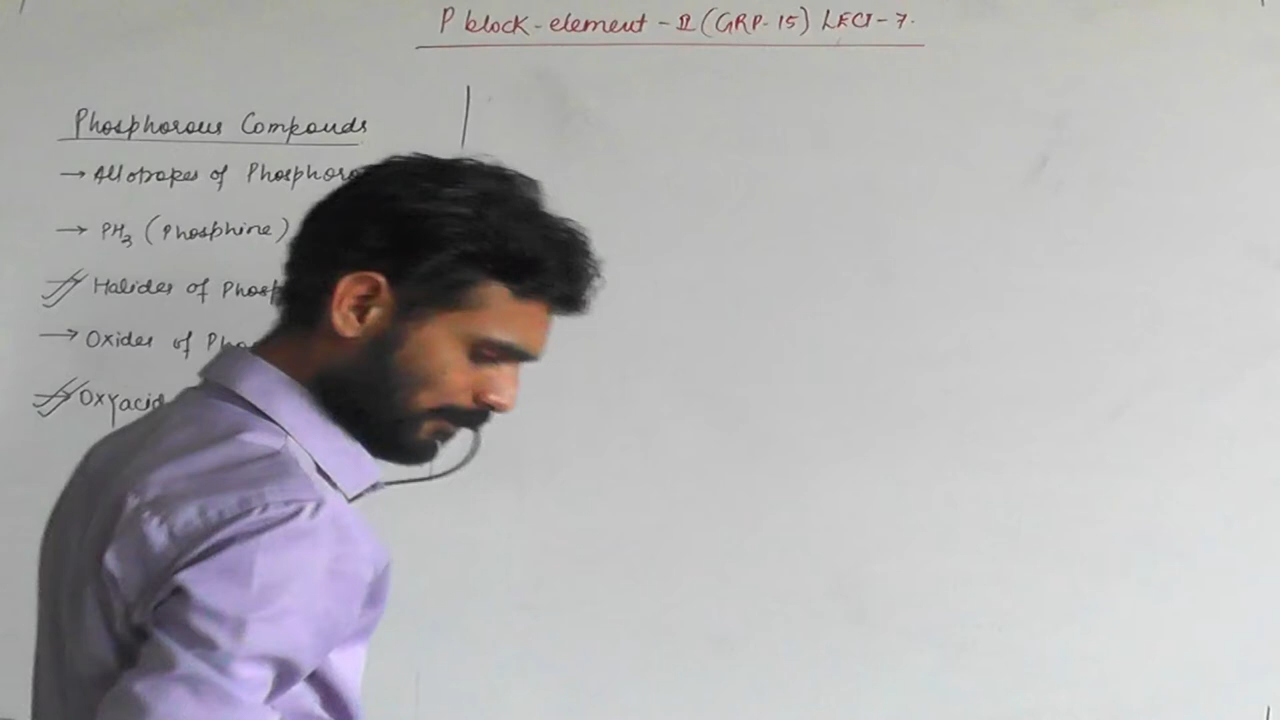 P block-element-II (GRP-15) LECT-7.
Phosphorous Compouds
→ Allotropes of Phosphoro
→ PH3 (Phosphine)
Halides of Phosp
→ Oxides of Pho
Oxyacid